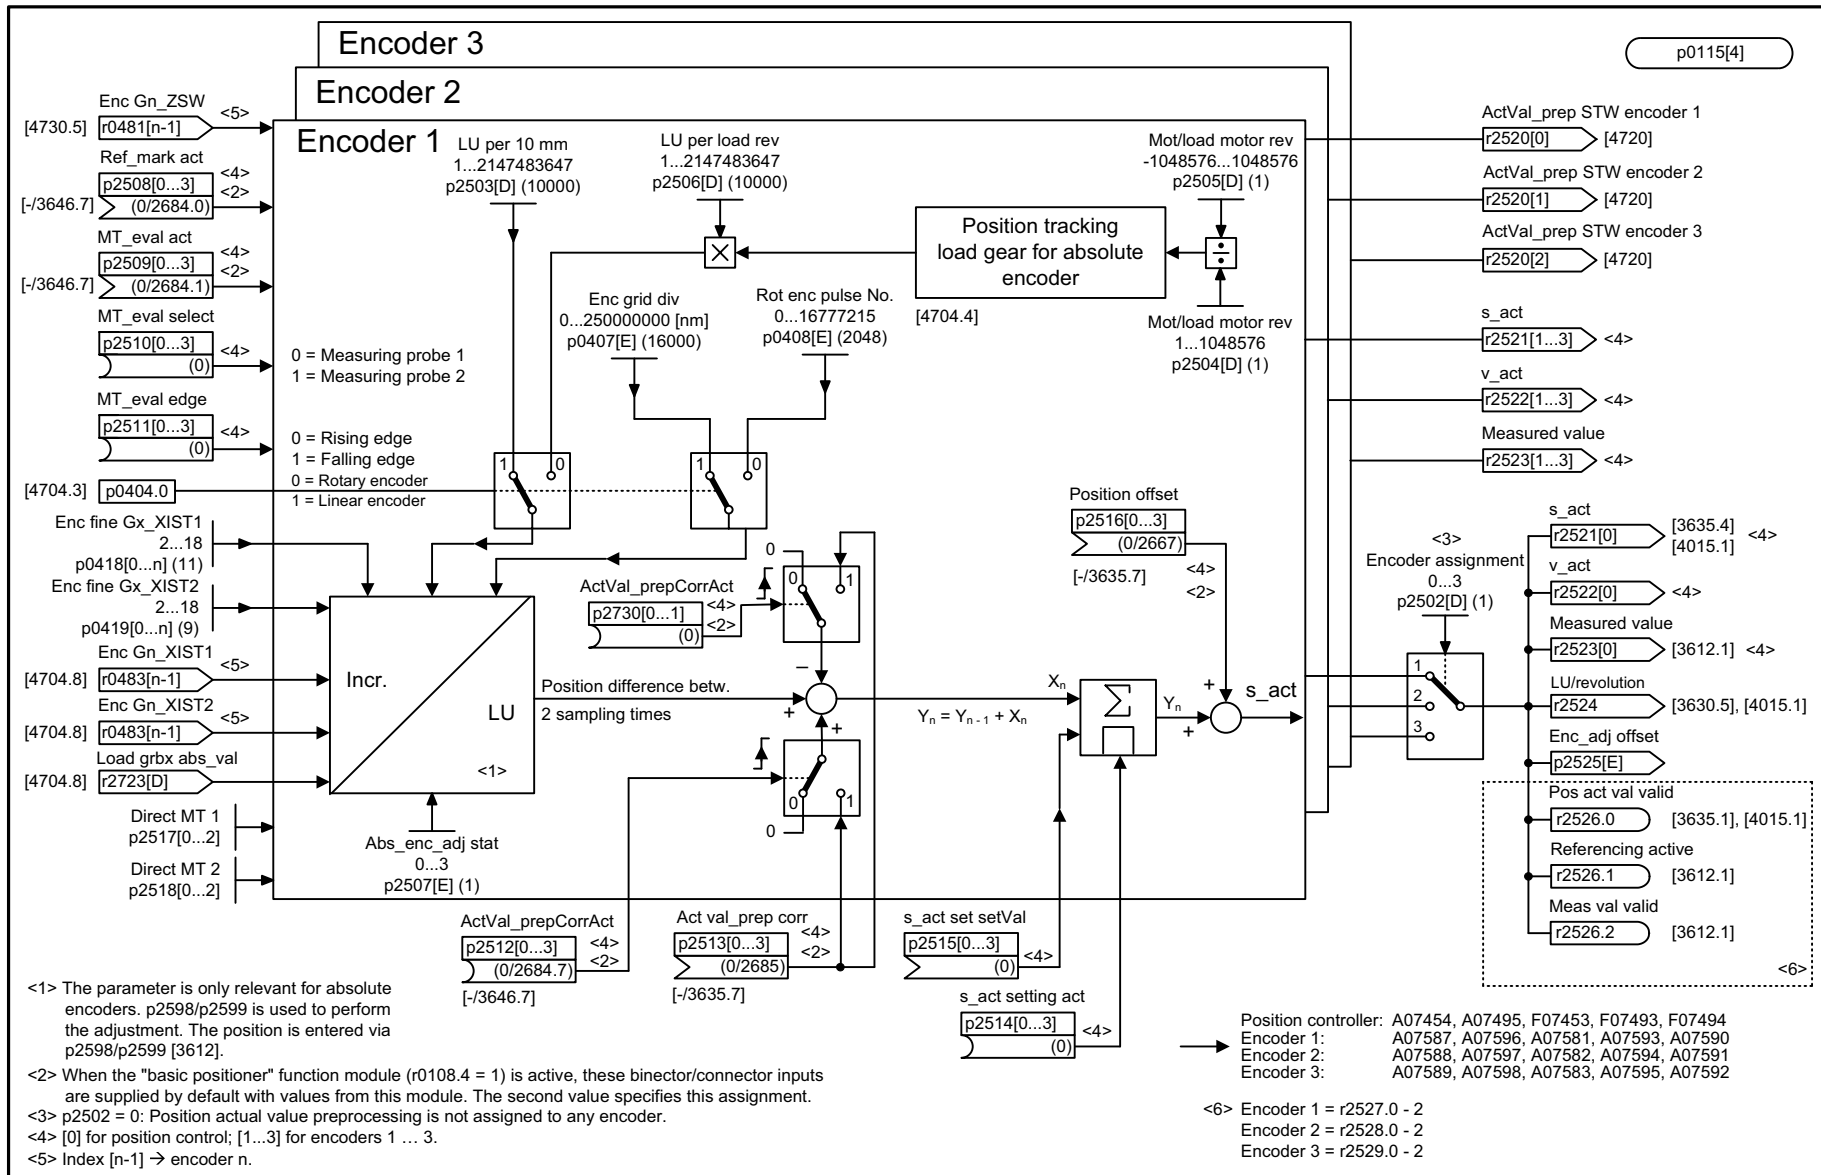 Encoder 3
p0115[4]
Encoder 2
Encoder 1
Enc Gn_ZSW
<5>
[4730.5]
r0481[n-1]
Ref_mark act
<4>
p2508[0...3]
<2>
[-/3646.7]
(0/2684.0)
MT_eval act
<4>
p2509[0...3]
<2>
[-/3646.7]
(0/2684.1)
MT_eval select
p2510[0...3]
<4>
(0)
MT_eval edge
p2511[0...3]
<4>
(0)
[4704.3]
p0404.0
Enc fine Gx_XIST1
2...18
p0418[0...n] (11)
Enc fine Gx_XIST2
2...18
p0419[0...n] (9)
Enc Gn_XIST1
<5>
[4704.8]
r0483[n-1]
Enc Gn_XIST2
<5>
[4704.8]
r0483[n-1]
Load grbx abs_val
[4704.8]
r2723[D]
Direct MT 1
p2517[0...2]
Direct MT 2
p2518[0...2]
LU per 10 mm
1...2147483647
p2503[D] (10000)
LU per load rev
1...2147483647
p2506[D] (10000)
Mot/load motor rev
-1048576...1048576
p2505[D] (1)
Position tracking
load gear for absolute
encoder
[4704.4]
Mot/load motor rev
1...1048576
p2504[D] (1)
Enc grid div
0...250000000 [nm]
p0407[E] (16000)
Rot enc pulse No.
0...16777215
p0408[E] (2048)
0 = Measuring probe 1
1 = Measuring probe 2
0 = Rising edge
1 = Falling edge
0 = Rotary encoder
1 = Linear encoder
1
0
1
0
Incr.
LU
<1>
Abs_enc_adj stat
0...3
p2507[E] (1)
ActVal_prepCorrAct
p2730[0...1]
<4>
<2>
(0)
0
0
1
–
Position difference betw.
2 sampling times
+
+
0
1
0
Xn
Yn = Yn - 1 + Xn
Σ
Yn
+
+
s_act
Position offset
p2516[0...3]
(0/2667)
[-/3635.7]
<4>
<2>
ActVal_prepCorrAct
p2512[0...3]
<4>
<2>
(0/2684.7)
[-/3646.7]
Act val_prep corr
p2513[0...3]
<4>
<2>
(0/2685)
[-/3635.7]
s_act set setVal
p2515[0...3]
<4>
(0)
s_act setting act
p2514[0...3]
<4>
(0)
ActVal_prep STW encoder 1
r2520[0]
[4720]
ActVal_prep STW encoder 2
r2520[1]
[4720]
ActVal_prep STW encoder 3
r2520[2]
[4720]
s_act
r2521[1...3]
<4>
v_act
r2522[1...3]
<4>
Measured value
r2523[1...3]
<4>
<3>
Encoder assignment
0...3
p2502[D] (1)
1
2
3
s_act
r2521[0]
[3635.4]
[4015.1]
<4>
v_act
r2522[0]
<4>
Measured value
r2523[0]
[3612.1]
<4>
LU/revolution
r2524
[3630.5], [4015.1]
Enc_adj offset
p2525[E]
Pos act val valid
r2526.0
[3635.1], [4015.1]
Referencing active
r2526.1
[3612.1]
Meas val valid
r2526.2
[3612.1]
<6>
<1> The parameter is only relevant for absolute
encoders. p2598/p2599 is used to perform
the adjustment. The position is entered via
p2598/p2599 [3612].
<2> When the "basic positioner" function module (r0108.4 = 1) is active, these binector/connector inputs
are supplied by default with values from this module. The second value specifies this assignment.
<3> p2502 = 0: Position actual value preprocessing is not assigned to any encoder.
<4> [0] for position control; [1...3] for encoders 1 … 3.
<5> Index [n-1] → encoder n.
Position controller: A07454, A07495, F07453, F07493, F07494
Encoder 1: A07587, A07596, A07581, A07593, A07590
Encoder 2: A07588, A07597, A07582, A07594, A07591
Encoder 3: A07589, A07598, A07583, A07595, A07592
<6> Encoder 1 = r2527.0 - 2
Encoder 2 = r2528.0 - 2
Encoder 3 = r2529.0 - 2